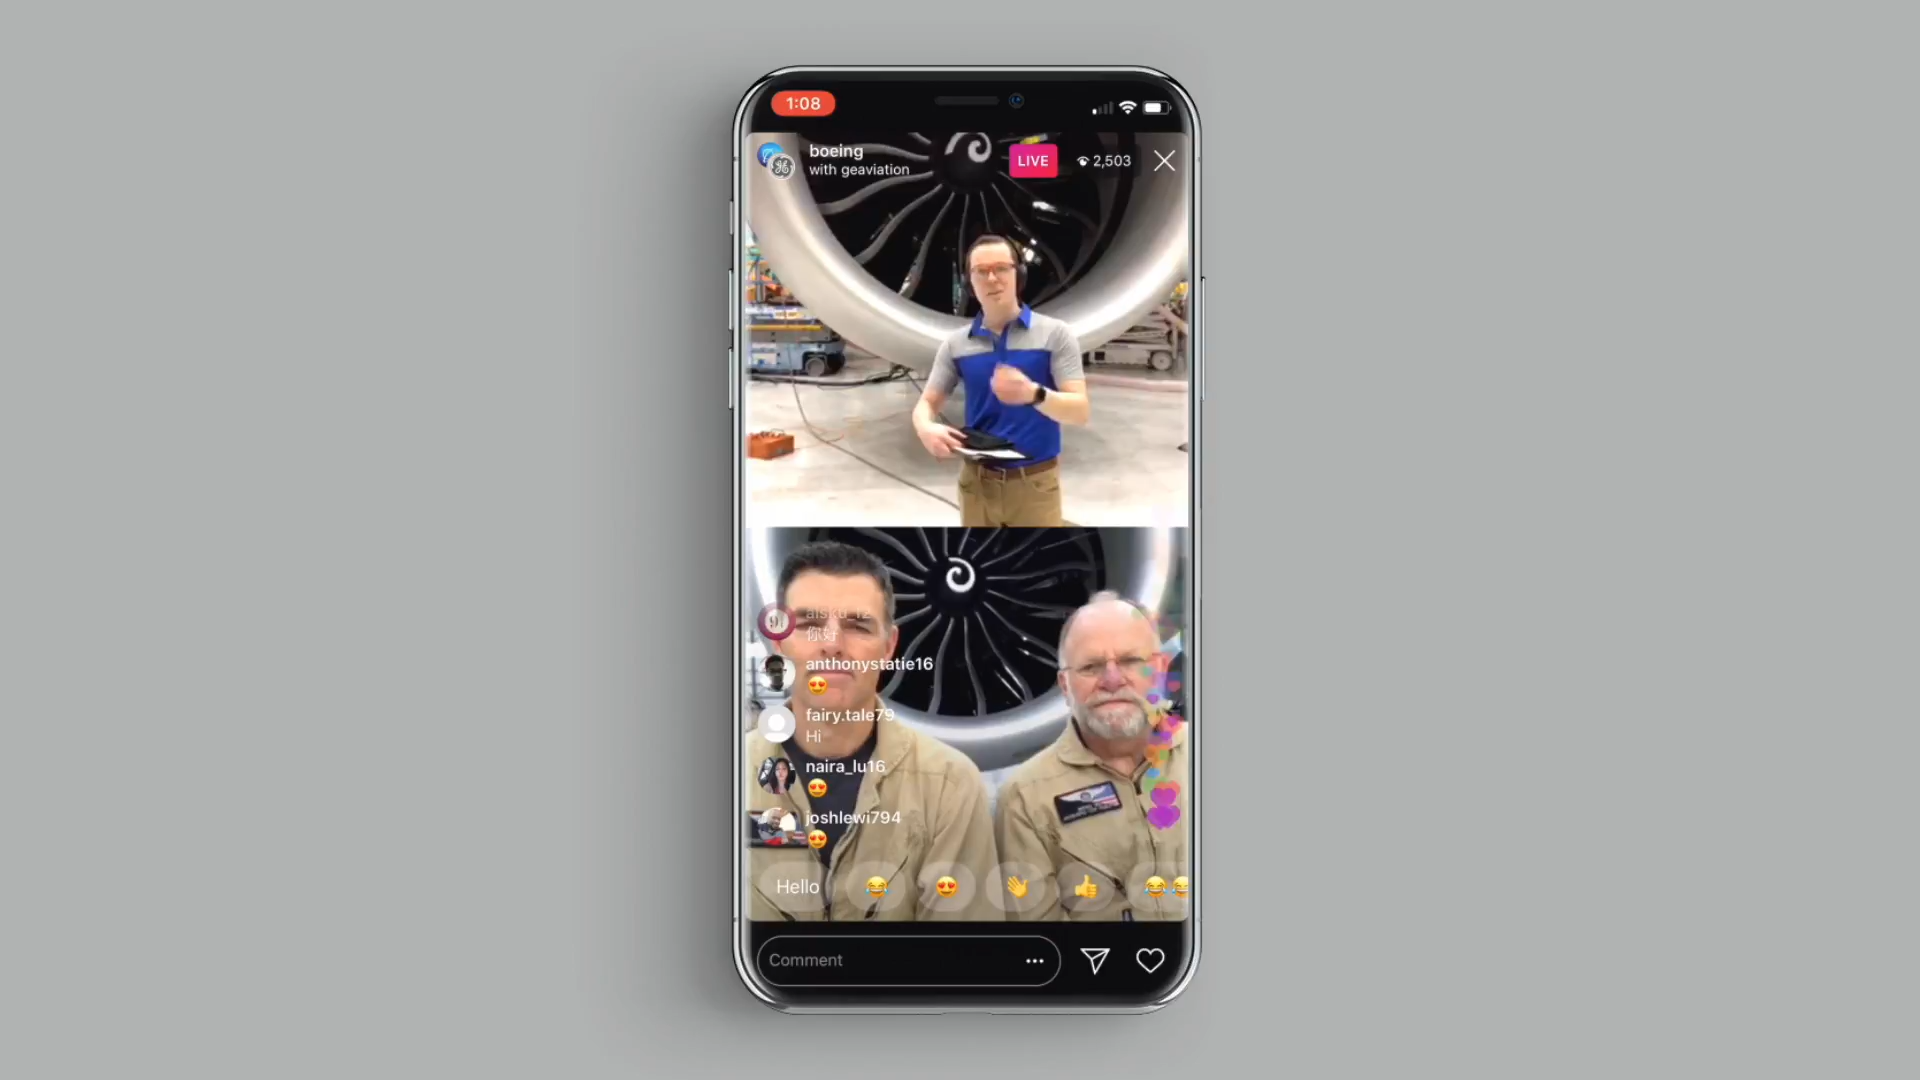 1:08
boeing
with geaviation
LIVE
2,503
你好
anthonystatie16
😍
fairy.tale79
Hi
naira_lu16
😍
joshlewi794
😍
Hello 😂 😍 👋 👍 😂😂
Comment